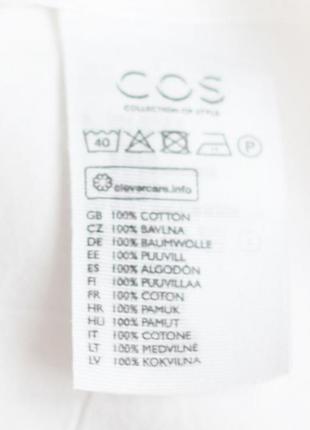 COS
COLLECTION OF STYLE
40 P
clevercare.info
GB 100% COTTON
CZ 100% BAVLNA
DE 100% BAUMWOLLE
EE 100% PUUVILL
ES 100% ALGODÓN
FI 100% PUUVILLAA
FR 100% COTON
HR 100% PAMUK
HU 100% PAMUT
IT 100% COTONE
LT 100% MEDVILNĖ
LV 100% KOKVILNA